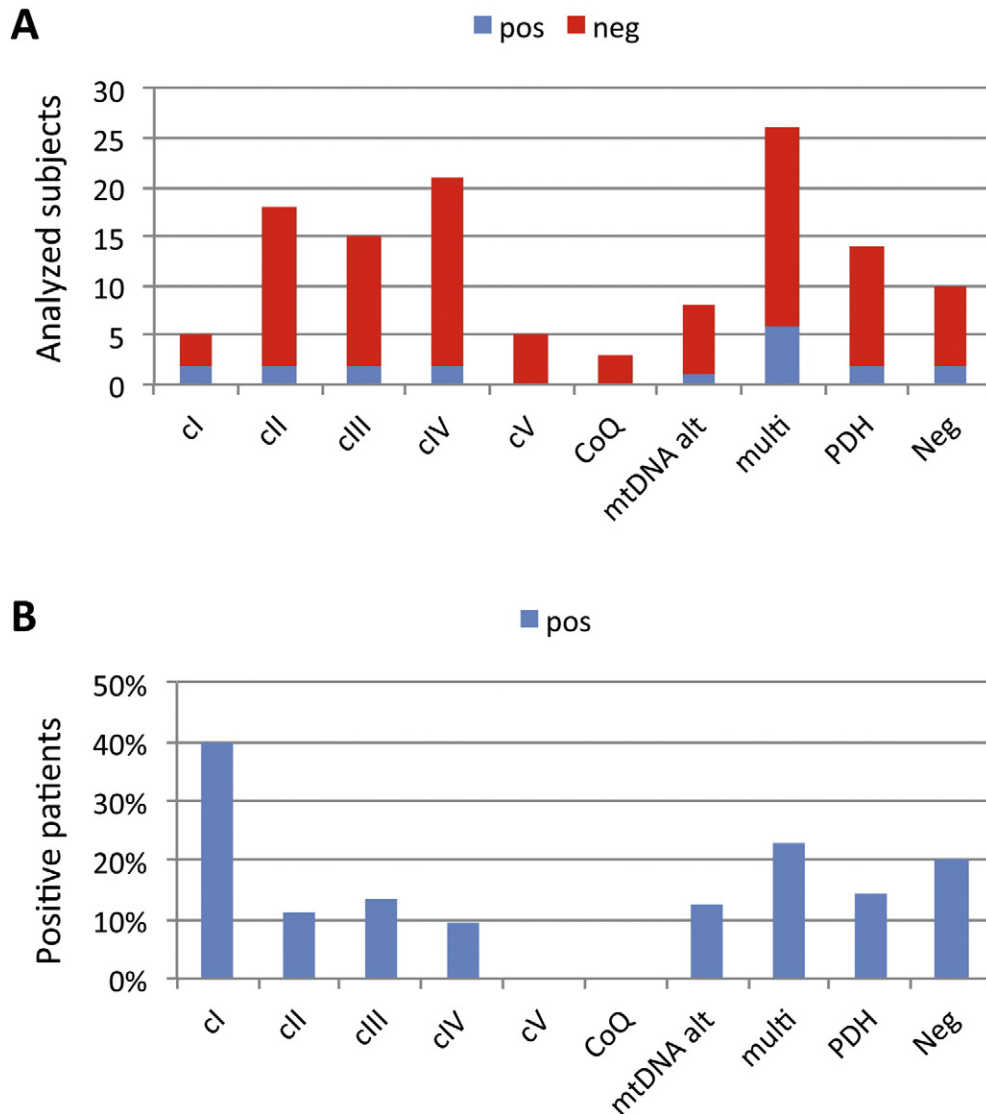 A
pos neg
30
25
20
15
10
5
0
Analyzed subjects
cI cII cIII cIV cV CoQ mtDNA alt multi PDH Neg
B
pos
50%
40%
30%
20%
10%
0%
Positive patients
cI cII cIII cIV cV CoQ mtDNA alt multi PDH Neg